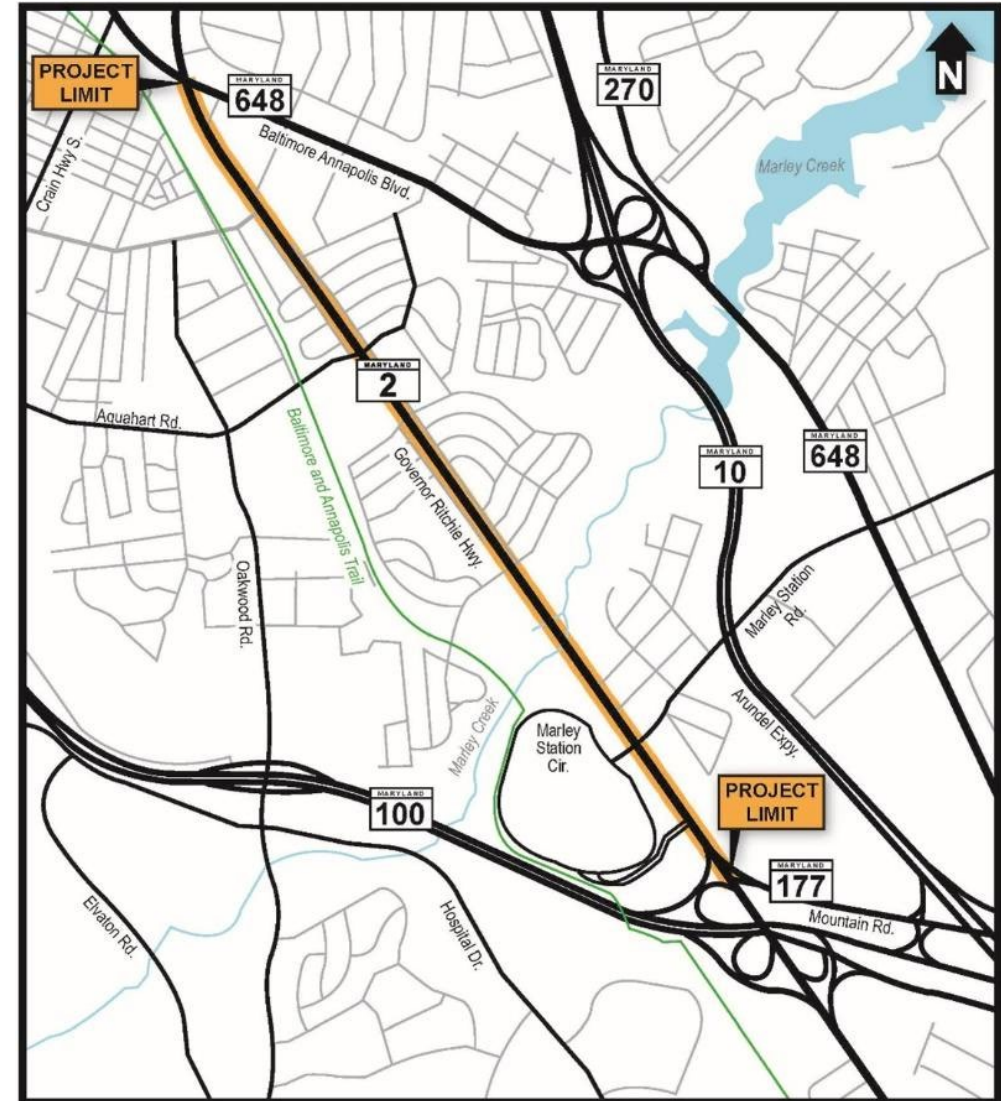 N
PROJECT
LIMIT
MARYLAND
648
MARYLAND
270
Crain Hwy S.
Baltimore Annapolis Blvd.
Marley Creek
MARYLAND
2
Aquahart Rd.
Baltimore and Annapolis Trail
Governor Ritchie Hwy.
MARYLAND
10
MARYLAND
648
Oakwood Rd.
Marley Station
Rd.
Arundel Expy.
Marley Creek
Marley
Station
Cir.
MARYLAND
100
PROJECT
LIMIT
MARYLAND
177
Mountain Rd.
Elvaton Rd.
Hospital Dr.